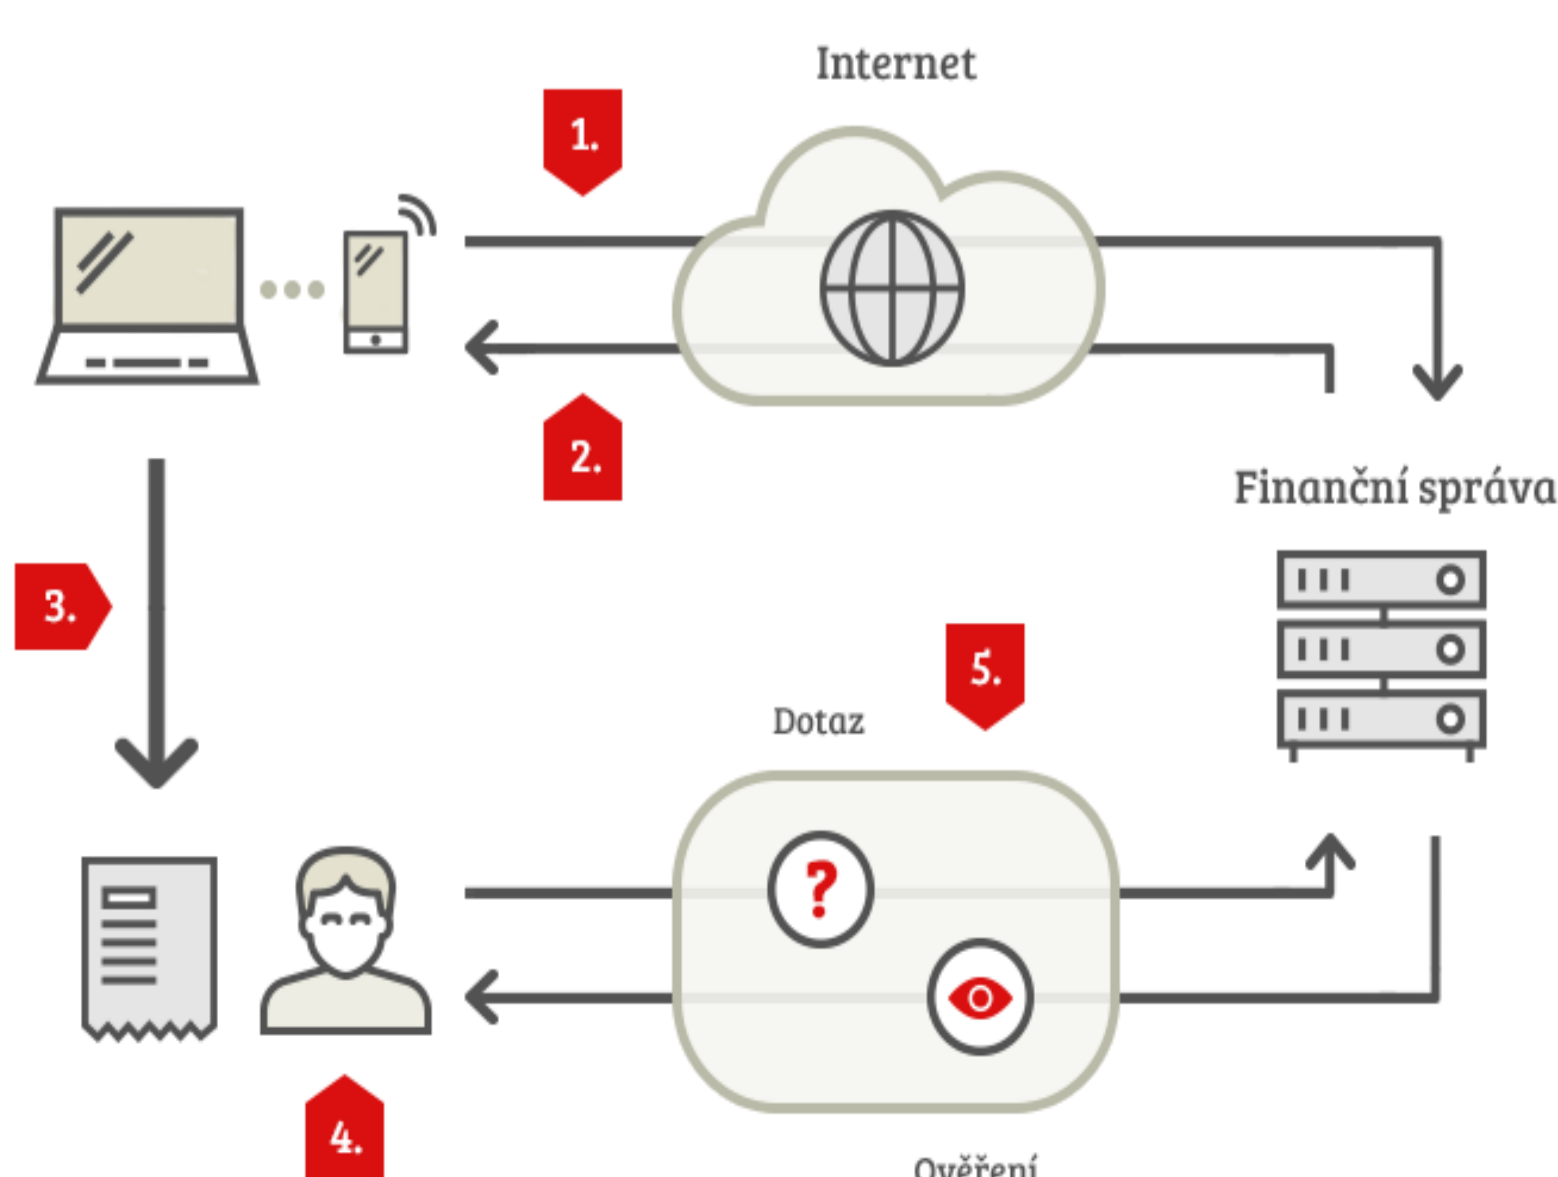 Internet
1.
2.
Finanční správa
3.
5.
Dotaz
?
4.
Ověření